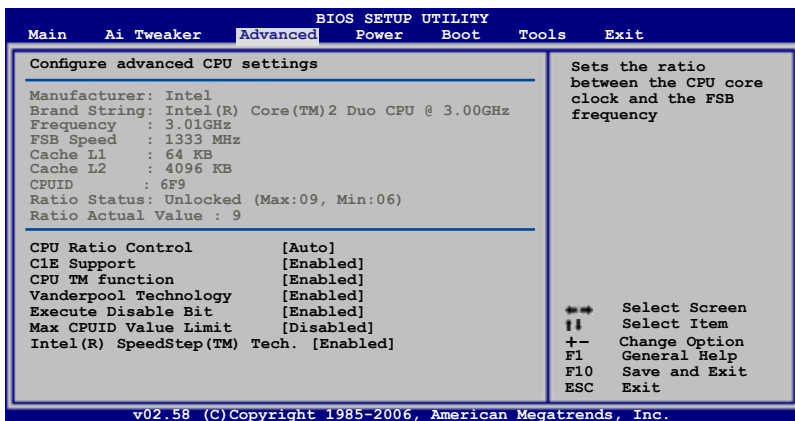 BIOS SETUP UTILITY
Main Ai Tweaker Advanced Power Boot Tools Exit
Configure advanced CPU settings
Manufacturer: Intel
Brand String: Intel(R) Core(TM)2 Duo CPU @ 3.00GHz
Frequency : 3.01GHz
FSB Speed : 1333 MHz
Cache L1 : 64 KB
Cache L2 : 4096 KB
CPUID : 6F9
Ratio Status: Unlocked (Max:09, Min:06)
Ratio Actual Value : 9
CPU Ratio Control [Auto]
C1E Support [Enabled]
CPU TM function [Enabled]
Vanderpool Technology [Enabled]
Execute Disable Bit [Enabled]
Max CPUID Value Limit [Disabled]
Intel(R) SpeedStep(TM) Tech. [Enabled]
Sets the ratio
between the CPU core
clock and the FSB
frequency
←→ Select Screen
↑↓ Select Item
+- Change Option
F1 General Help
F10 Save and Exit
ESC Exit
v02.58 (C)Copyright 1985-2006, American Megatrends, Inc.